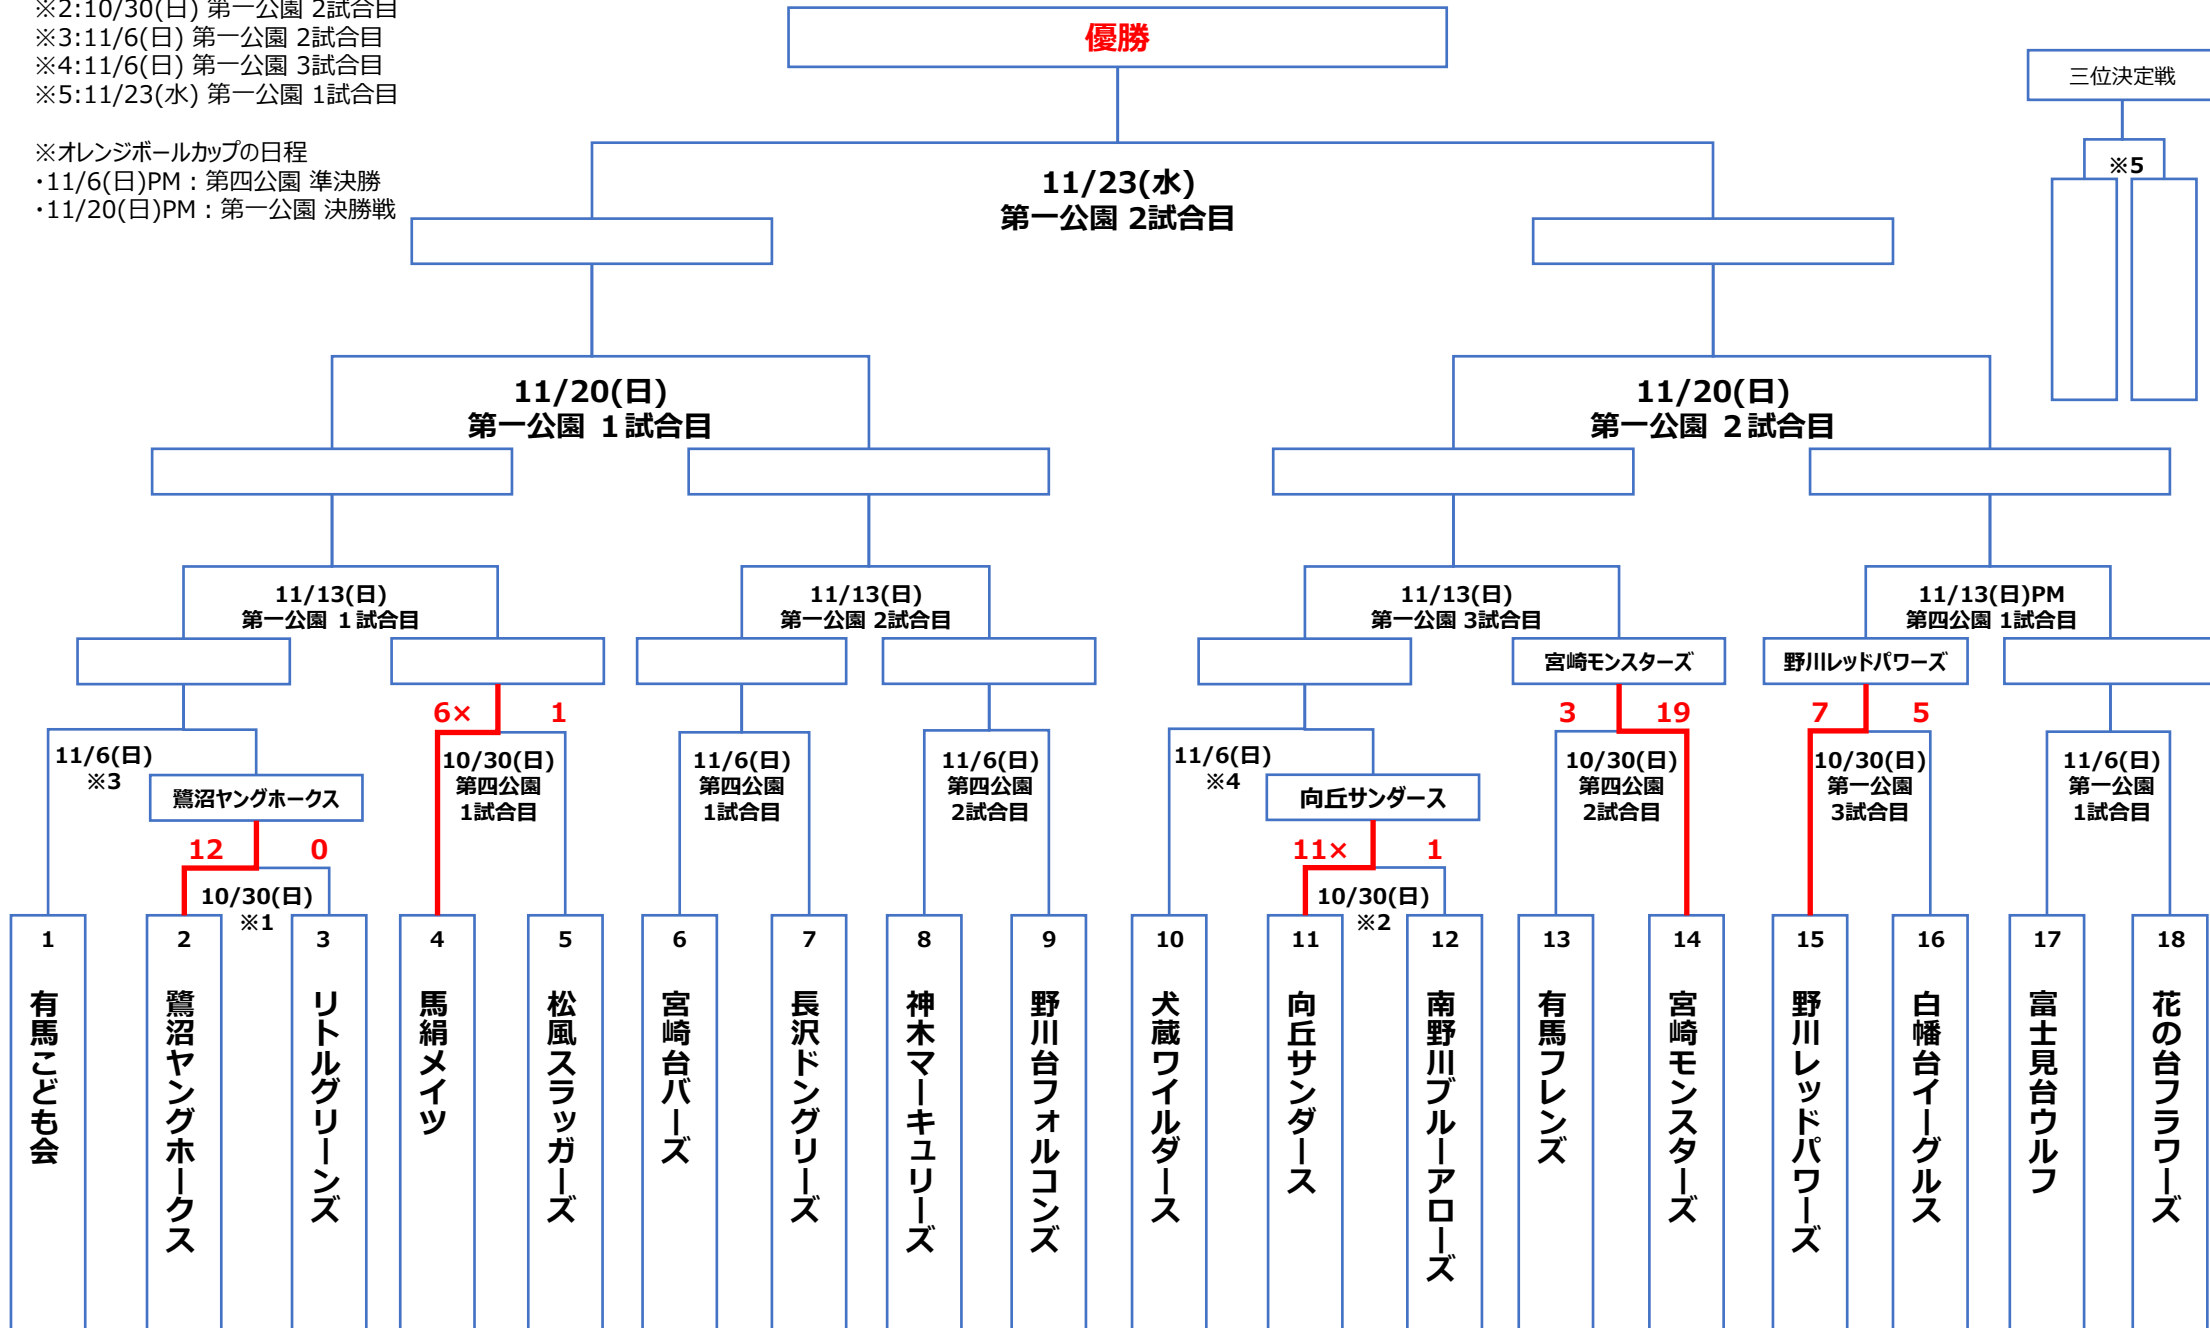 ※2:10/30(日) 第一公園 2試合目
※3:11/6(日) 第一公園 2試合目
※4:11/6(日) 第一公園 3試合目
※5:11/23(水) 第一公園 1試合目
※オレンジボールカップの日程
・11/6(日)PM：第四公園 準決勝
・11/20(日)PM：第一公園 決勝戦
優勝
三位決定戦
※5
11/23(水)
第一公園 2試合目
11/20(日)
第一公園 １試合目
11/20(日)
第一公園 ２試合目
11/13(日)
第一公園 １試合目
11/13(日)
第一公園 2試合目
11/13(日)
第一公園 3試合目
11/13(日)PM
第四公園 1試合目
宮崎モンスターズ
野川レッドパワーズ
6× 1
3 19
7 5
11/6(日)
※3
10/30(日)
第四公園
1試合目
11/6(日)
第四公園
1試合目
11/6(日)
第四公園
2試合目
11/6(日)
※4
10/30(日)
第四公園
2試合目
10/30(日)
第一公園
3試合目
11/6(日)
第一公園
1試合目
鷺沼ヤングホークス
向丘サンダース
12 0
11× 1
10/30(日)
※1
10/30(日)
※2
1
有馬こども会
2
鷺沼ヤングホークス
3
リトルグリーンズ
4
馬絹メイツ
5
松風スラッガーズ
6
宮崎台バーズ
7
長沢ドングリーズ
8
神木マーキュリーズ
9
野川台フォルコンズ
10
犬蔵ワイルダース
11
向丘サンダース
12
南野川ブルーアローズ
13
有馬フレンズ
14
宮崎モンスターズ
15
野川レッドパワーズ
16
白幡台イーグルス
17
富士見台ウルフ
18
花の台フラワーズ